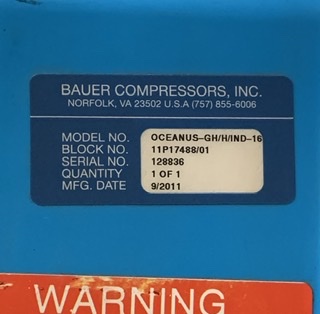 BAUER COMPRESSORS, INC.
NORFOLK, VA 23502 U.S.A (757) 855-6006
MODEL NO. OCEANUS-GH/H/IND-16
BLOCK NO. 11P17488/01
SERIAL NO. 128836
QUANTITY 1 OF 1
MFG. DATE 9/2011
WARNING